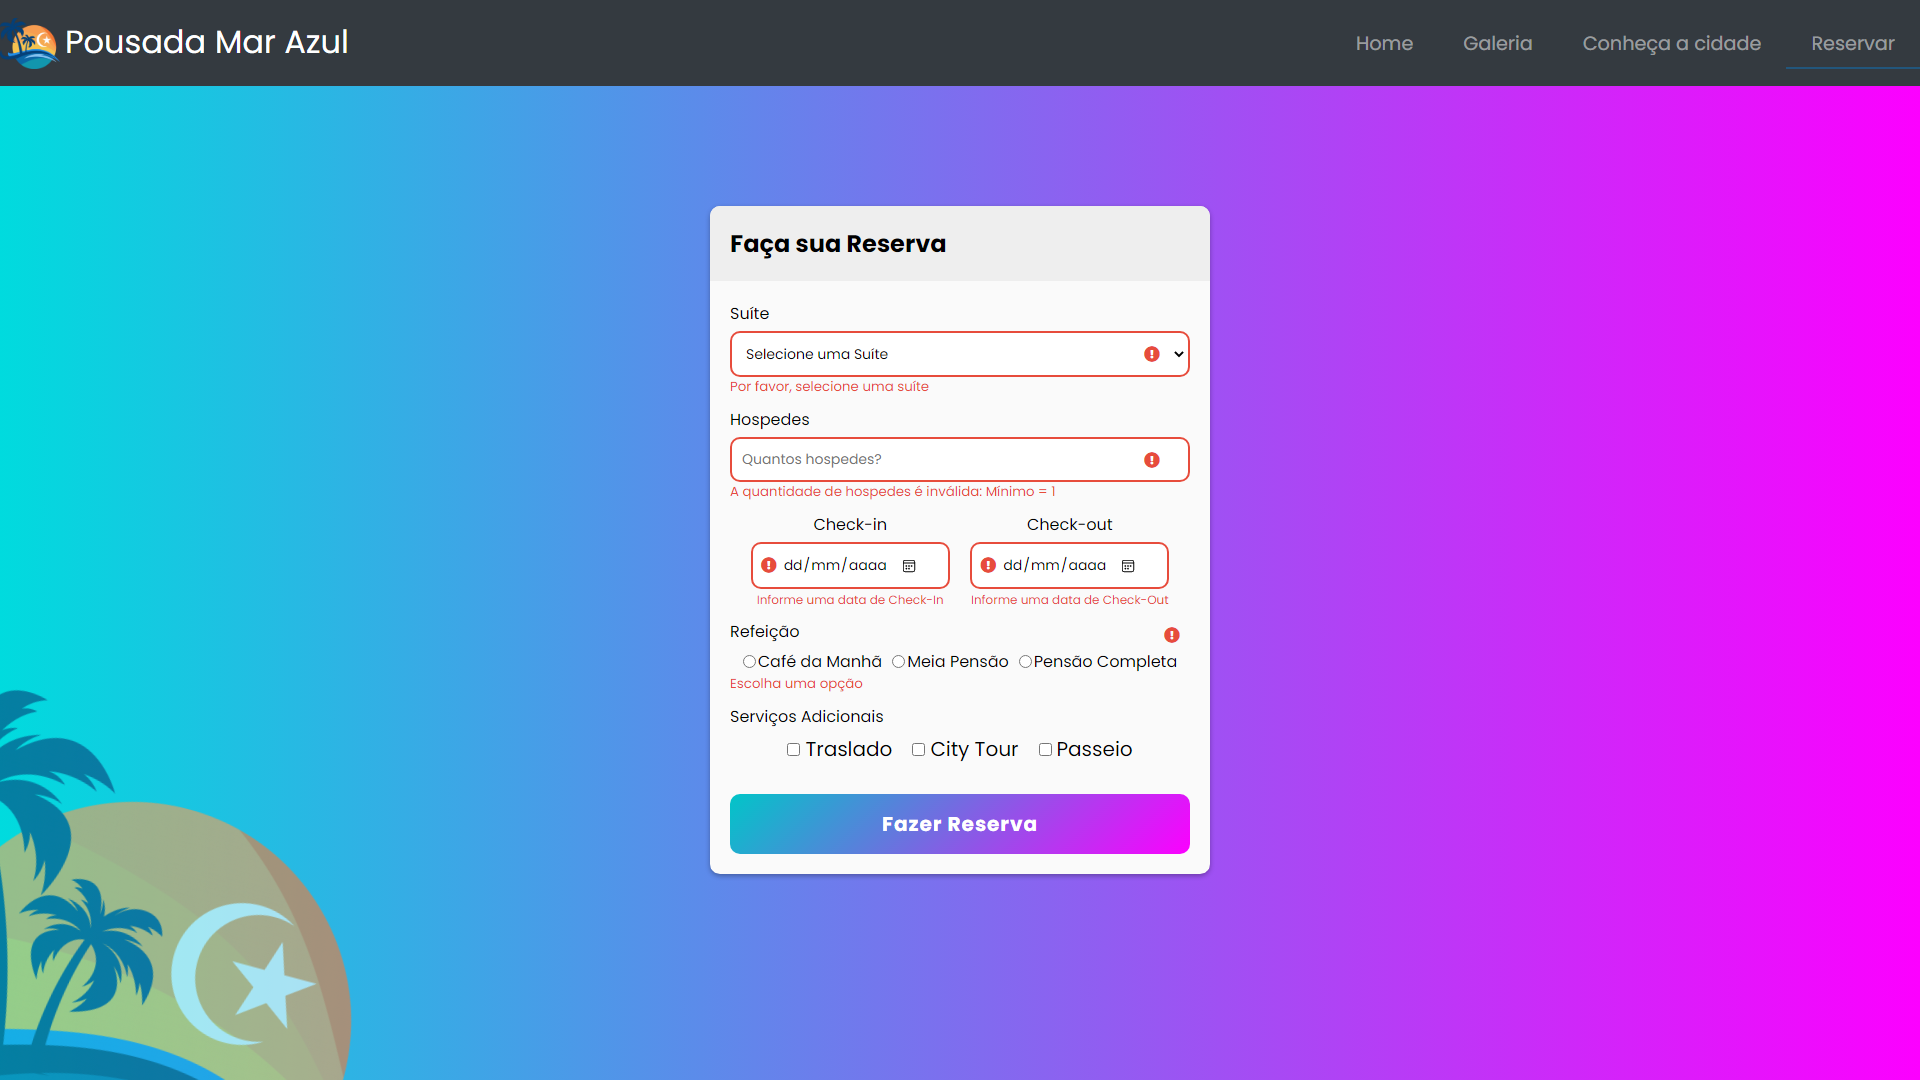 Pousada Mar Azul
Home Galeria Conheça a cidade Reservar
Faça sua Reserva
Suíte
Selecione uma Suíte
Por favor, selecione uma suíte
Hospedes
Quantos hospedes?
A quantidade de hospedes é inválida: Mínimo = 1
Check-in Check-out
dd/mm/aaaa dd/mm/aaaa
Informe uma data de Check-In Informe uma data de Check-Out
Refeição
Café da Manhã Meia Pensão Pensão Completa
Escolha uma opção
Serviços Adicionais
Traslado City Tour Passeio
Fazer Reserva